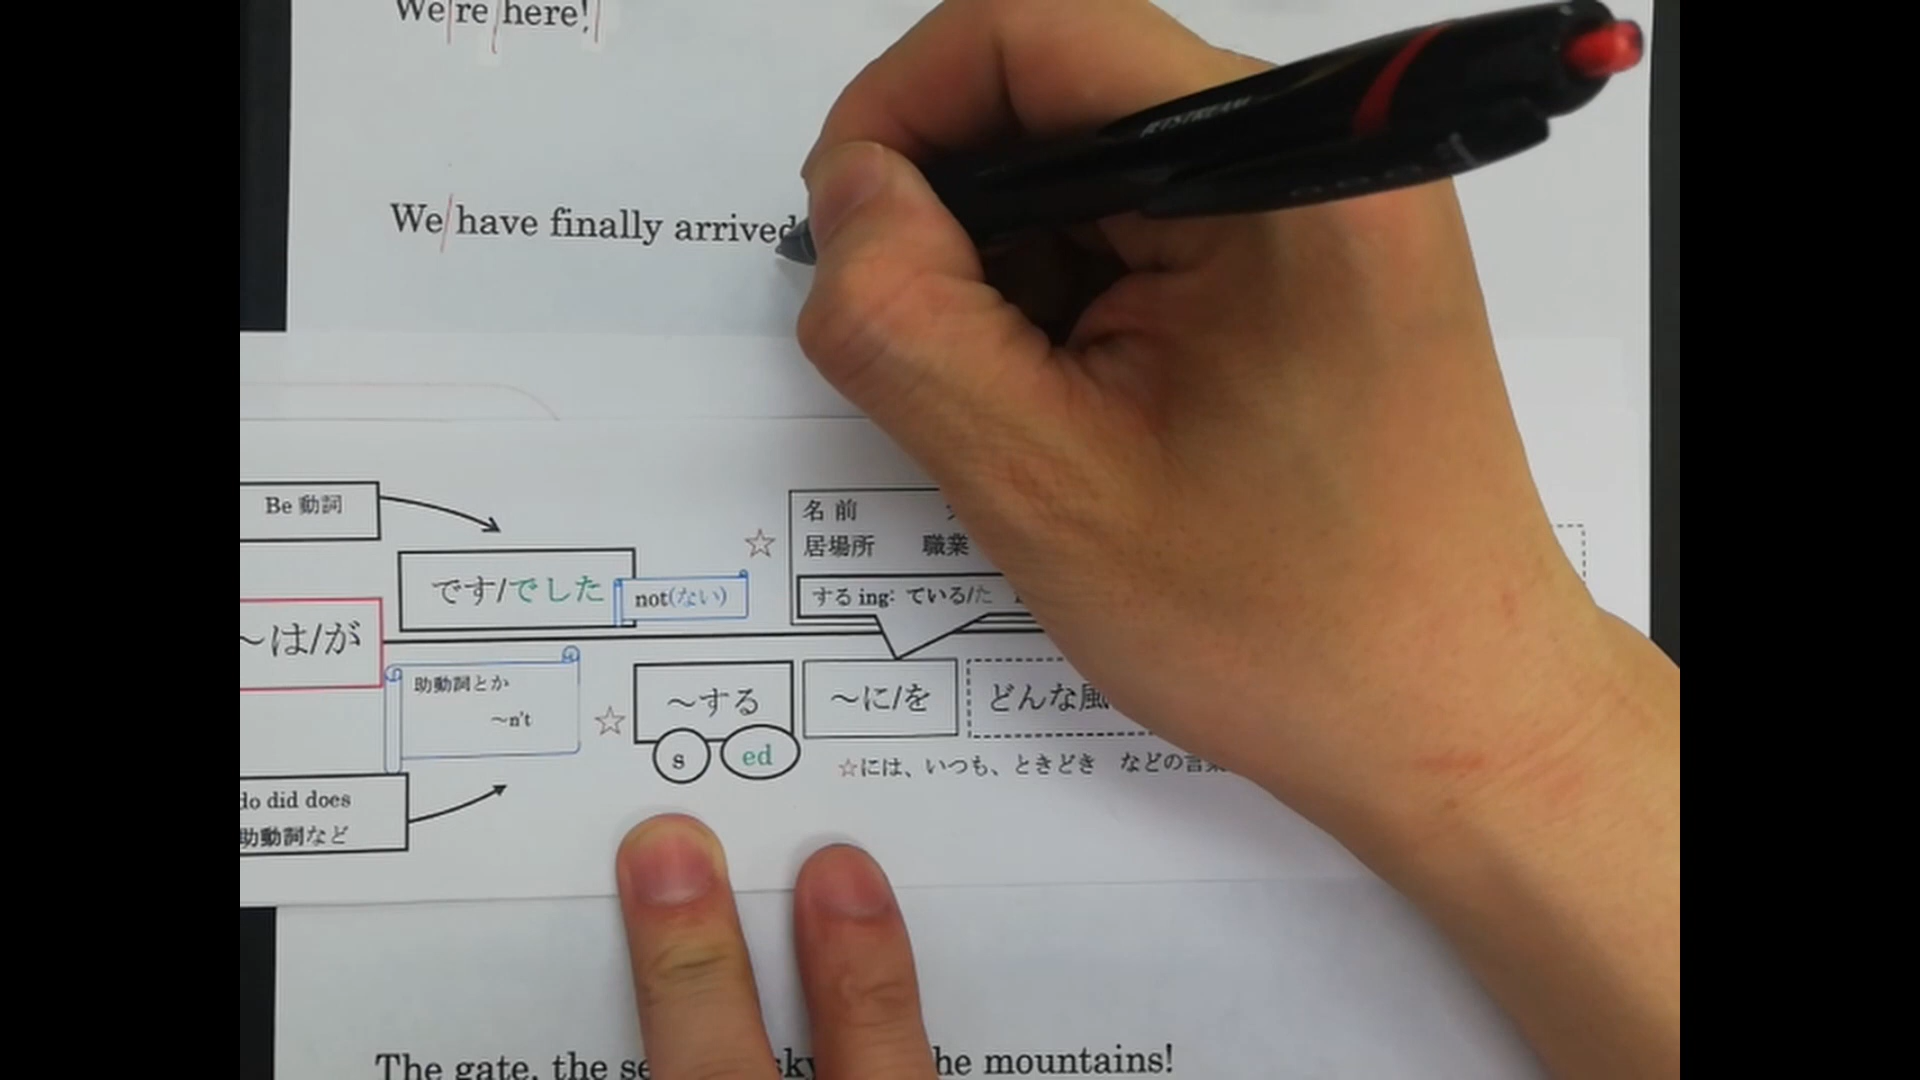 We're here!
JETSTREAM
We have finally arrived
Be 動詞
名 前
居場所 職業
です/でした
not(ない)
する ing: ている/た
〜は/が
助動詞とか
〜n't
〜する
〜に/を
どんな風
s
ed
☆には、いつも、ときどき などの言葉
do did does
助動詞など
The gate, the he mountains!